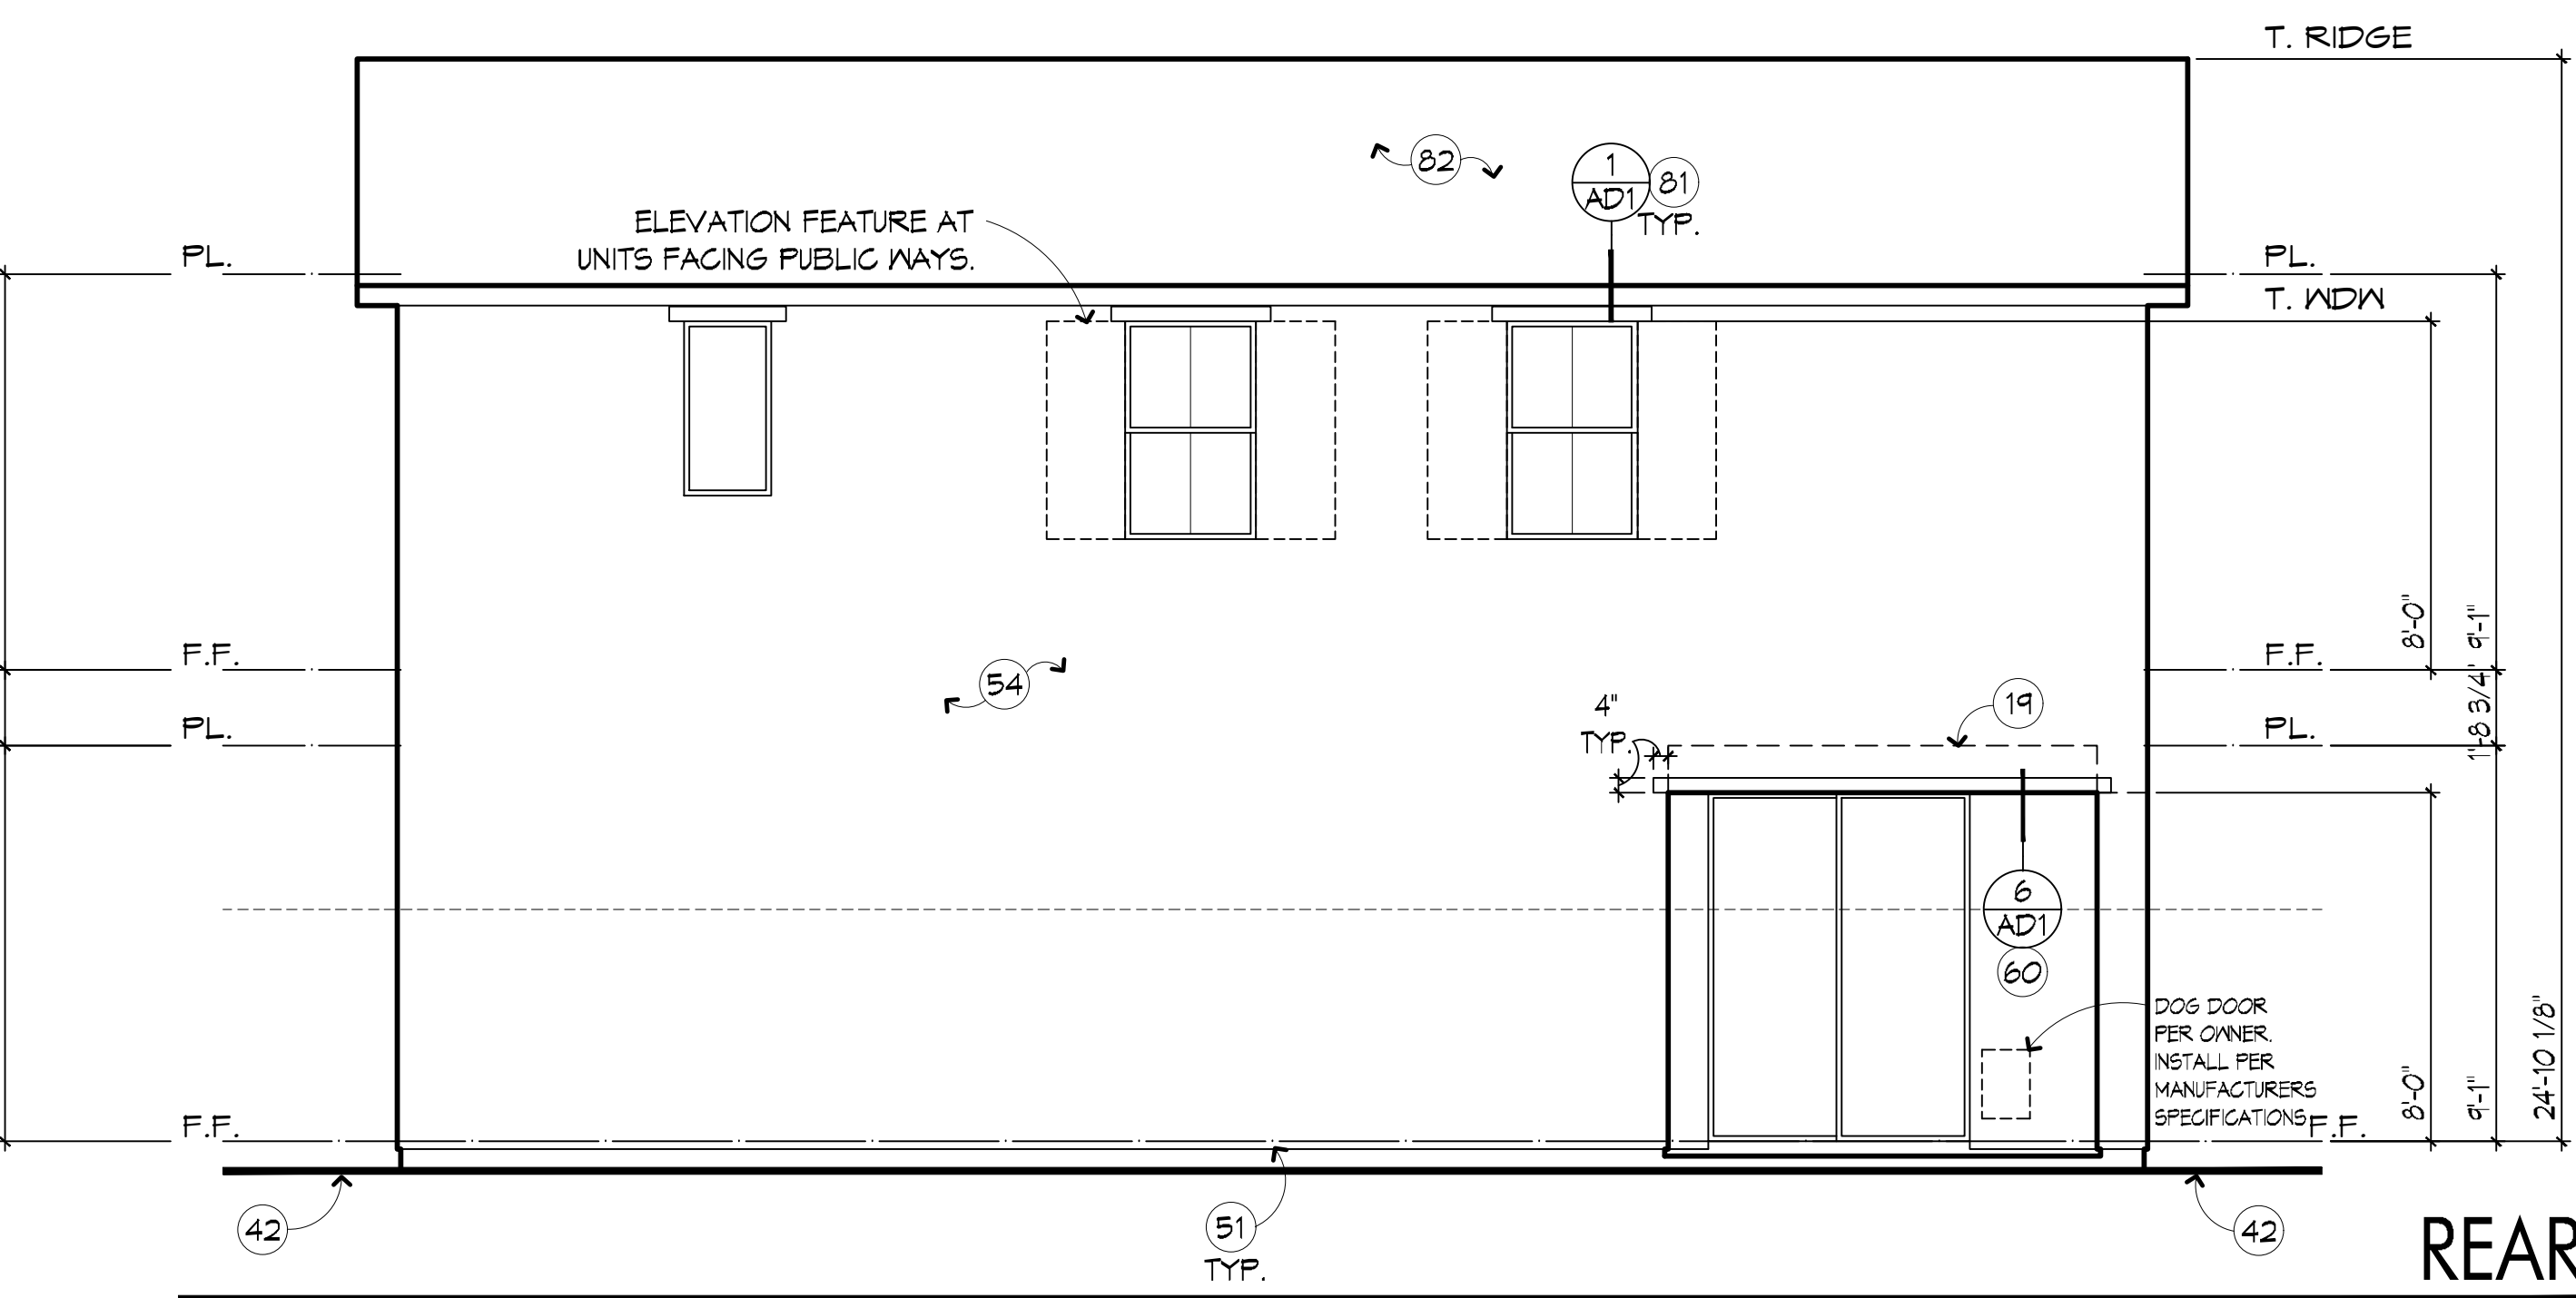 T. RIDGE
82
1
AD1
81
TYP.
ELEVATION FEATURE AT
UNITS FACING PUBLIC WAYS.
PL.
PL.
T. WDW
8'-0"
9'-1"
F.F.
F.F.
54
19
4"
TYP.
1'-8 3/4"
PL.
PL.
6
AD1
60
DOG DOOR
PER OWNER.
INSTALL PER
MANUFACTURERS
SPECIFICATIONS
8'-0"
9'-1"
24'-10 1/8"
F.F.
F.F.
42
51
TYP.
42
REAR